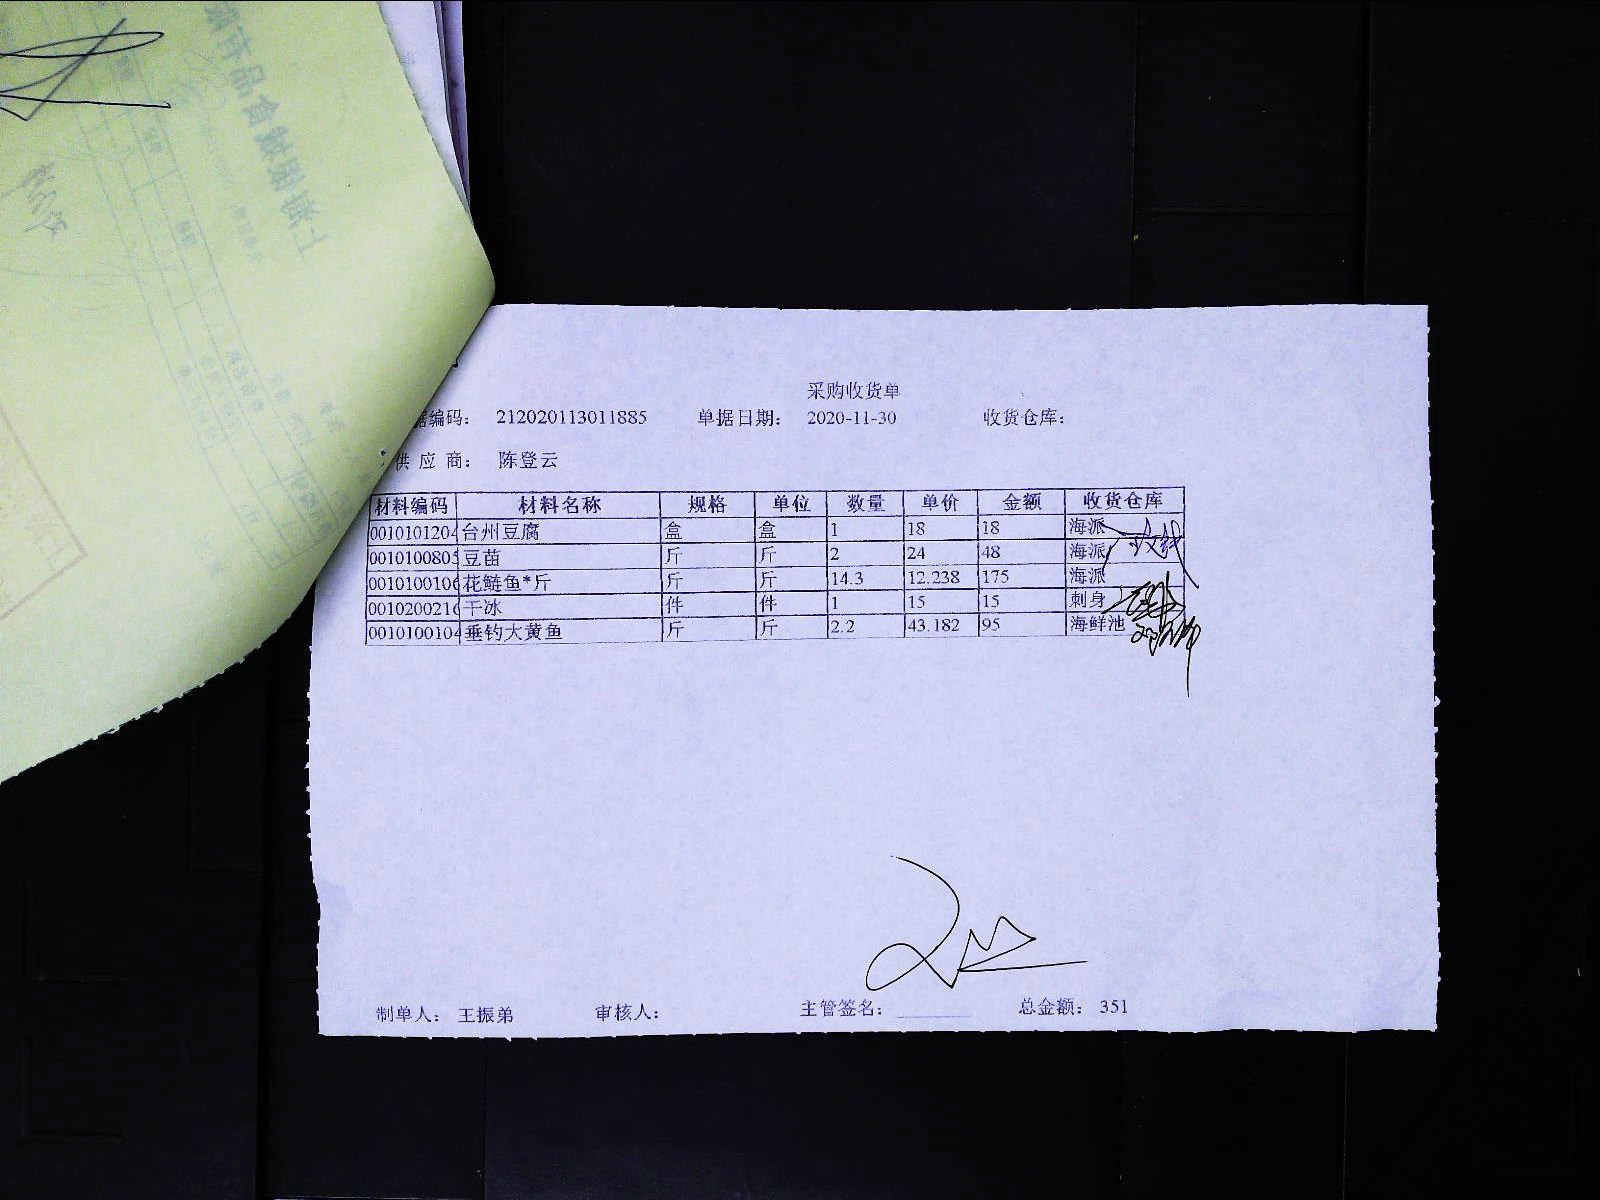 采购收货单
据编码： 212020113011885 单据日期： 2020-11-30 收货仓库：
供应商： 陈登云
材料编码 材料名称 规格 单位 数量 单价 金额 收货仓库
0010101204 台州豆腐 盒 盒 1 18 18 海派
0010100805 豆苗 斤 斤 2 24 48 海派
0010100106 花鲢鱼*斤 斤 斤 14.3 12.238 175 海派
0010200216 干冰 件 件 1 15 15 刺身
0010100104 垂钓大黄鱼 斤 斤 2.2 43.182 95 海鲜池
制单人： 王振弟 审核人： 主管签名： 总金额： 351